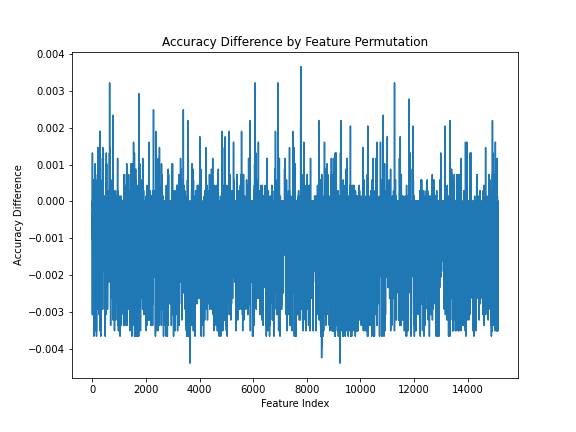 Accuracy Difference by Feature Permutation
0.004
0.003
0.002
0.001
0.000
−0.001
−0.002
−0.003
−0.004
Accuracy Difference
0 2000 4000 6000 8000 10000 12000 14000
Feature Index